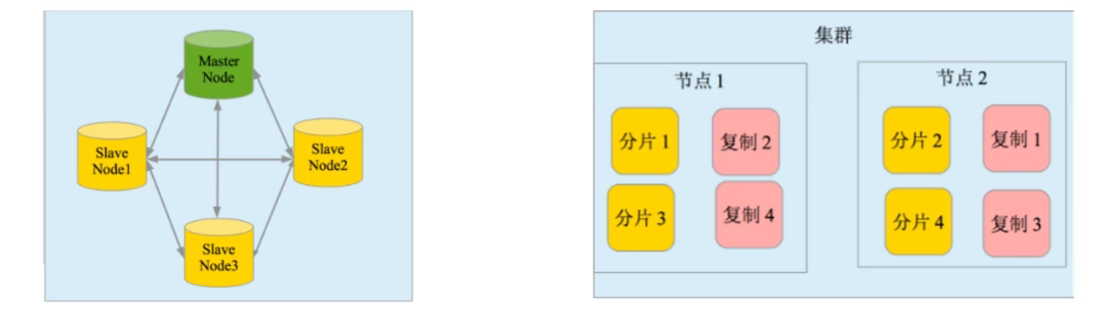 Master
Node
Slave
Node1
Slave
Node2
Slave
Node3
集群
节点 1
分片 1
复制 2
分片 3
复制 4
节点 2
分片 2
复制 1
分片 4
复制 3